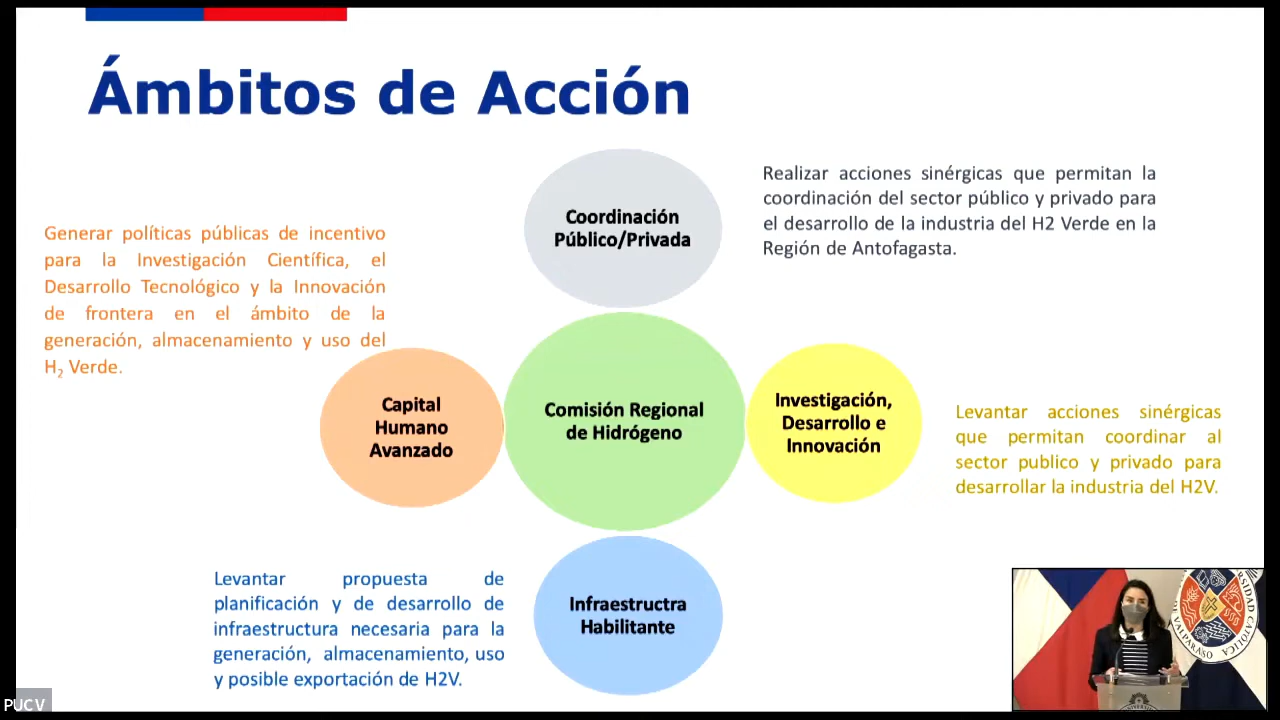 Ámbitos de Acción
Coordinación
Público/Privada
Realizar acciones sinérgicas que permitan la
coordinación del sector público y privado para
el desarrollo de la industria del H2 Verde en la
Región de Antofagasta.
Generar políticas públicas de incentivo
para la Investigación Científica, el
Desarrollo Tecnológico y la Innovación
de frontera en el ámbito de la
generación, almacenamiento y uso del
H₂ Verde.
Capital
Humano
Avanzado
Comisión Regional
de Hidrógeno
Investigación,
Desarrollo e
Innovación
Levantar acciones sinérgicas
que permitan coordinar al
sector publico y privado para
desarrollar la industria del H2V.
Levantar propuesta de
planificación y de desarrollo de
infraestructura necesaria para la
generación, almacenamiento, uso
y posible exportación de H2V.
Infraestructra
Habilitante
CATÓLICA
VALPARAISO
PUCV